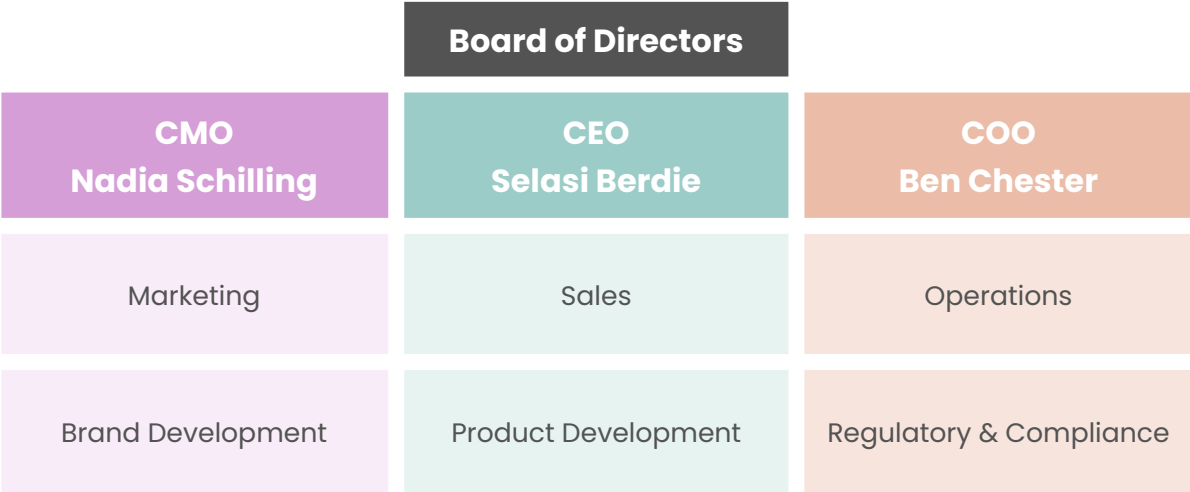 Board of Directors
CMO
Nadia Schilling
CEO
Selasi Berdie
COO
Ben Chester
Marketing
Sales
Operations
Brand Development
Product Development
Regulatory & Compliance